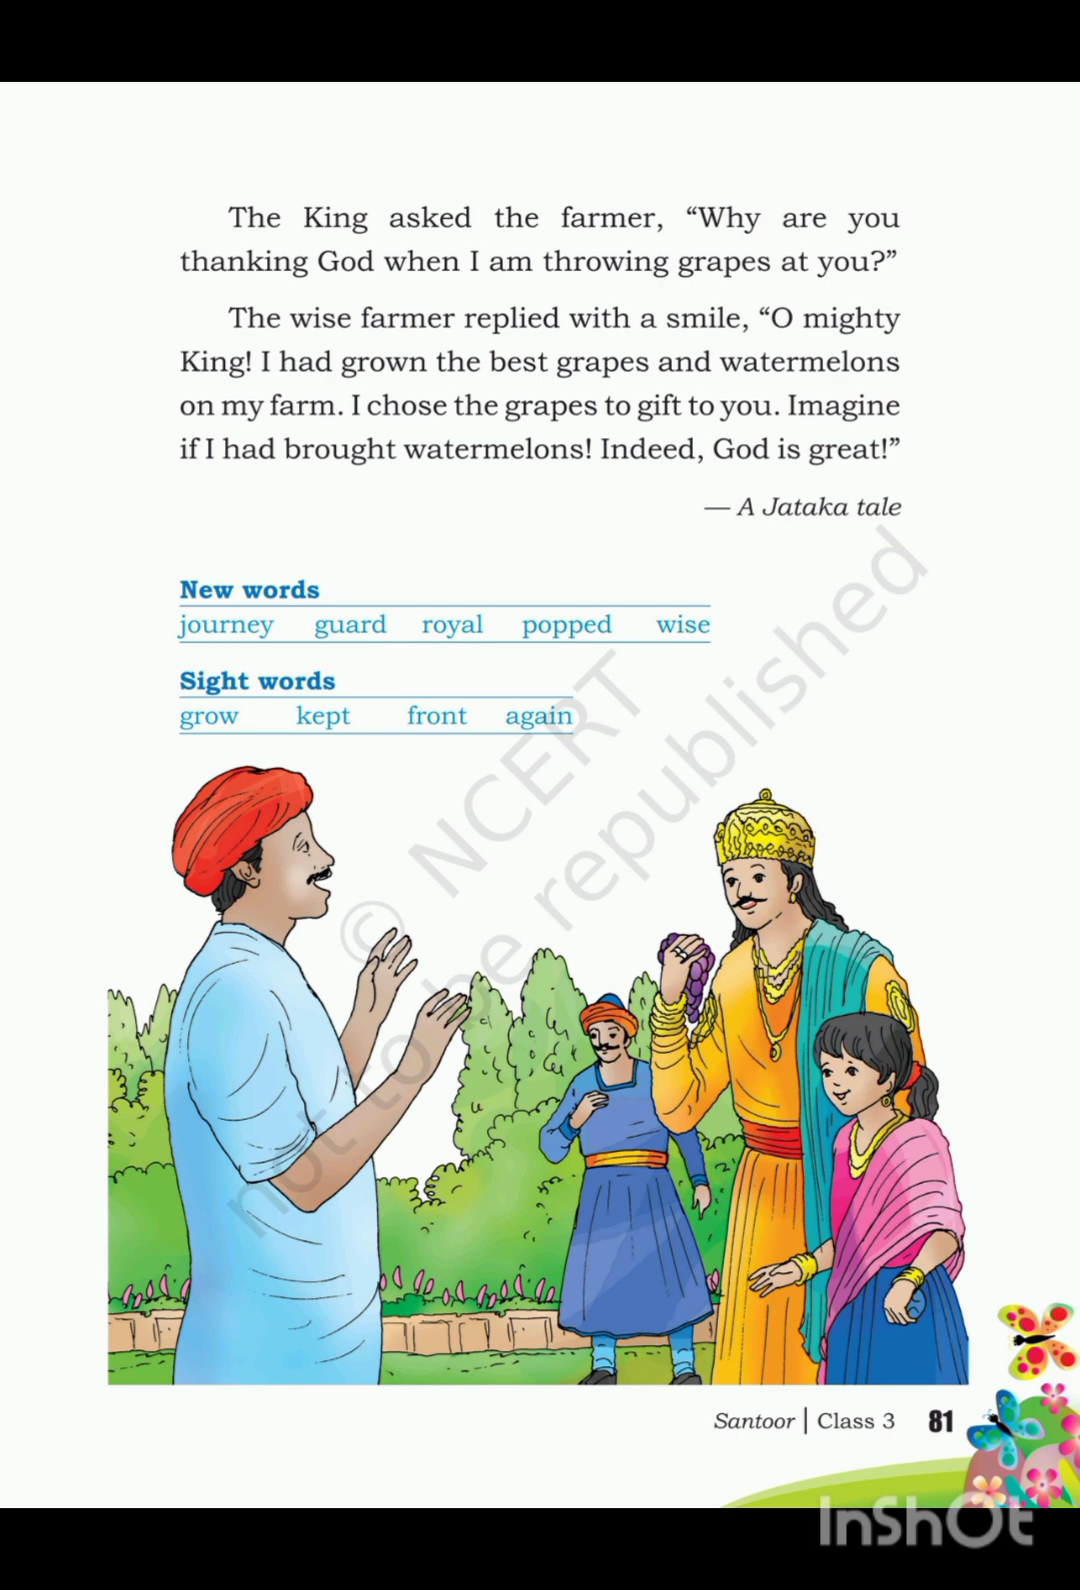 The King asked the farmer, “Why are you
thanking God when I am throwing grapes at you?”
The wise farmer replied with a smile, “O mighty
King! I had grown the best grapes and watermelons
on my farm. I chose the grapes to gift to you. Imagine
if I had brought watermelons! Indeed, God is great!”
— A Jataka tale
New words
journey guard royal popped wise
Sight words
grow kept front again
© NCERT
not to be republished
Santoor | Class 3 81
InShOt